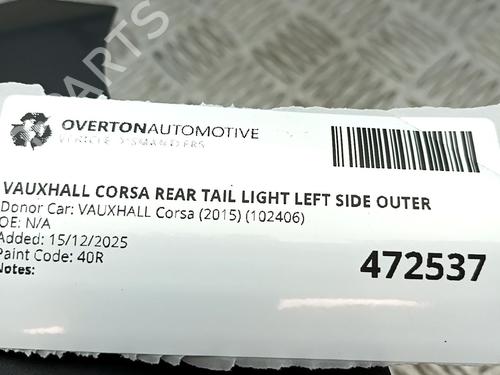 OVERTONAUTOMOTIVE
VEHICLE DISMANTLERS
VAUXHALL CORSA REAR TAIL LIGHT LEFT SIDE OUTER
Donor Car: VAUXHALL Corsa (2015) (102406)
OE: N/A
Added: 15/12/2025
Paint Code: 40R
Notes:
472537